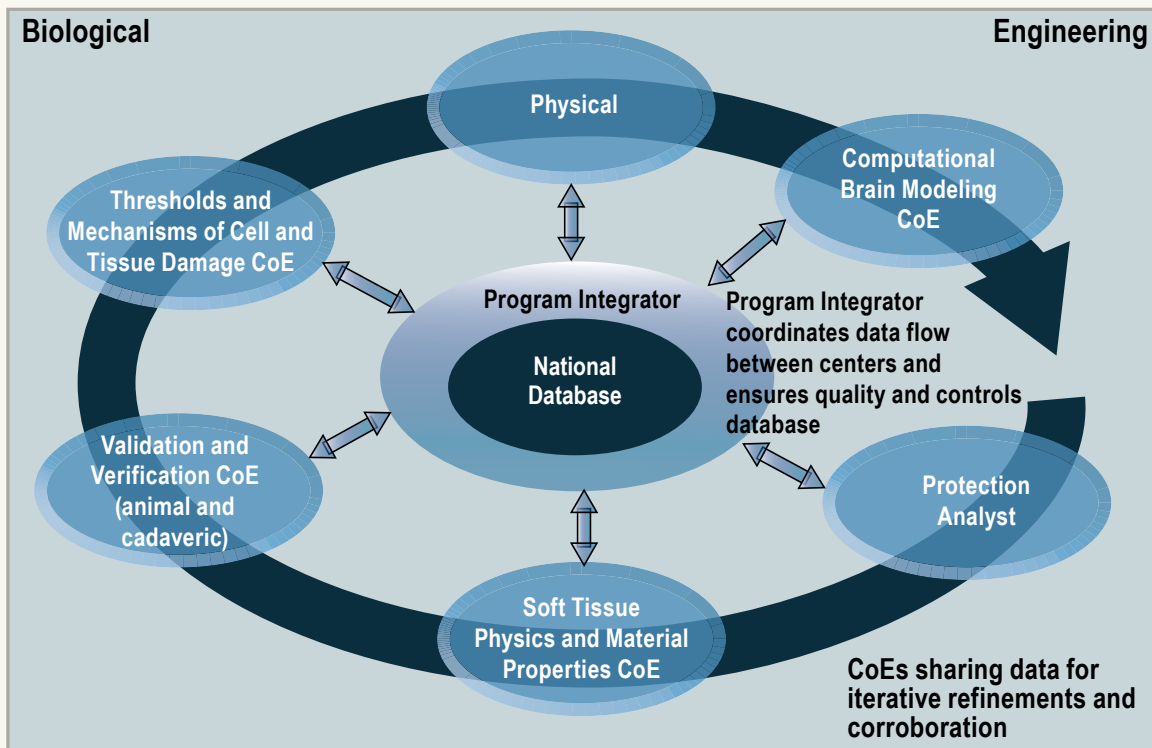 Biological
Engineering
Physical
Computational
Brain Modeling
CoE
Thresholds and
Mechanisms of Cell and
Tissue Damage CoE
Program Integrator
National
Database
Program Integrator
coordinates data flow
between centers and
ensures quality and controls
database
Validation and
Verification CoE
(animal and
cadaveric)
Protection
Analyst
Soft Tissue
Physics and Material
Properties CoE
CoEs sharing data for
iterative refinements and
corroboration